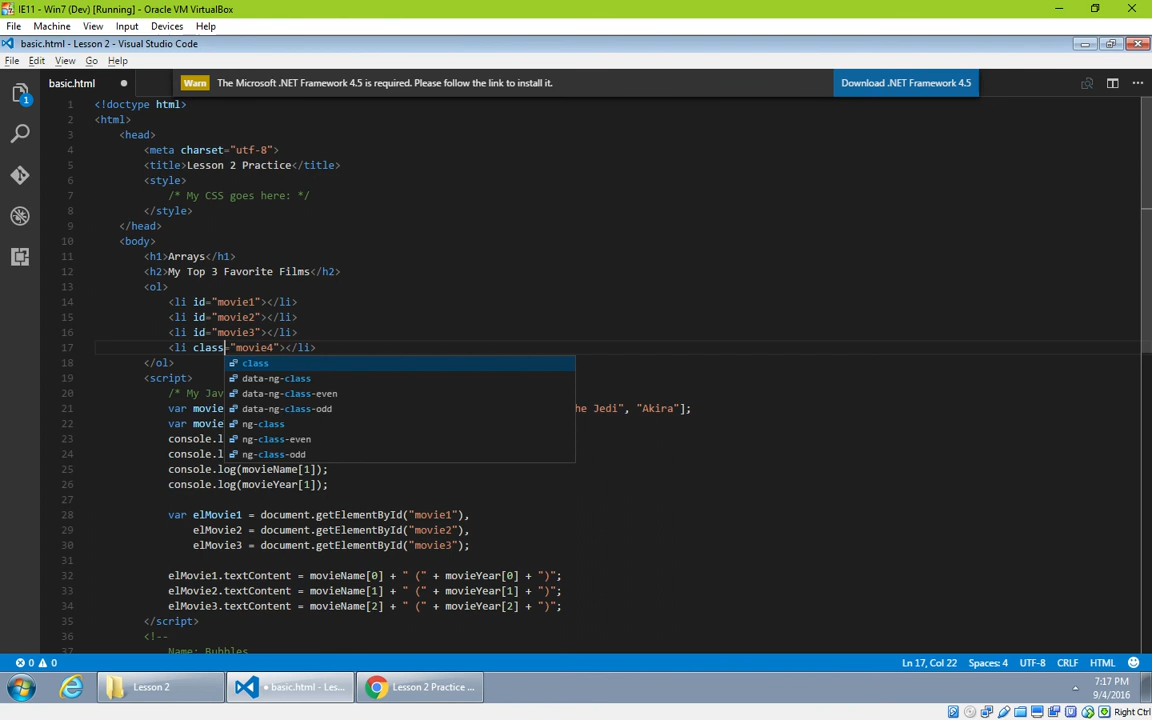 IE11 - Win7 (Dev) [Running] - Oracle VM VirtualBox
File Machine View Input Devices Help
basic.html - Lesson 2 - Visual Studio Code
File Edit View Go Help
basic.html
Warn The Microsoft .NET Framework 4.5 is required. Please follow the link to install it. Download .NET Framework 4.5
1
1 <!doctype html>
2 <html>
3 <head>
4 <meta charset="utf-8">
5 <title>Lesson 2 Practice</title>
6 <style>
7 /* My CSS goes here: */
8 </style>
9 </head>
10 <body>
11 <h1>Arrays</h1>
12 <h2>My Top 3 Favorite Films</h2>
13 <ol>
14 <li id="movie1"></li>
15 <li id="movie2"></li>
16 <li id="movie3"></li>
17 <li class="movie4"></li>
class
18 </ol>
data-ng-class
19 <script>
data-ng-class-even
20 /* My Jav
data-ng-class-odd
21 var movie he Jedi", "Akira"];
ng-class
22 var movie
ng-class-even
23 console.l
ng-class-odd
24 console.l
25 console.log(movieName[1]);
26 console.log(movieYear[1]);
27
28 var elMovie1 = document.getElementById("movie1"),
29 elMovie2 = document.getElementById("movie2"),
30 elMovie3 = document.getElementById("movie3");
31
32 elMovie1.textContent = movieName[0] + " (" + movieYear[0] + ")";
33 elMovie2.textContent = movieName[1] + " (" + movieYear[1] + ")";
34 elMovie3.textContent = movieName[2] + " (" + movieYear[2] + ")";
35 </script>
36 <!--
37 Name: Bubbles
0 0 Ln 17, Col 22 Spaces: 4 UTF-8 CRLF HTML
Lesson 2 • basic.html - Les... Lesson 2 Practice ... 7:17 PM
9/4/2016
Right Ctrl